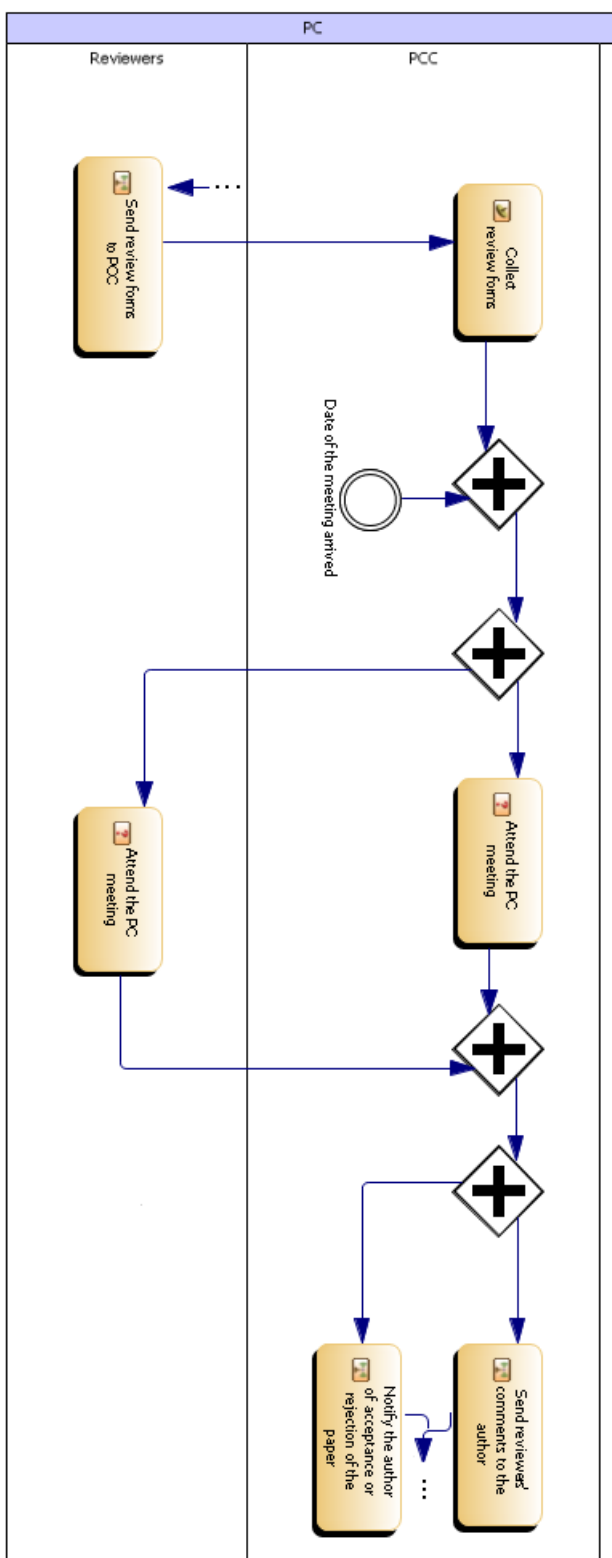 PC
Reviewers
PCC
...
Send review forms
to PCC
Collect
review forms
Date of the meeting arrived
Attend the PC
meeting
Attend the PC
meeting
Send reviewers'
comments to the
author
Notify the author
of acceptance or
rejection of the
paper
...